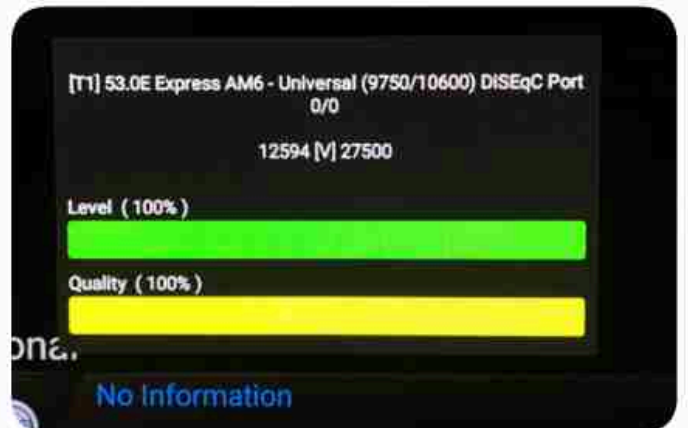 [T1] 53.0E Express AM6 - Universal (9750/10600) DiSEqC Port
0/0
12594 [V] 27500
Level ( 100% )
Quality ( 100% )
No Information